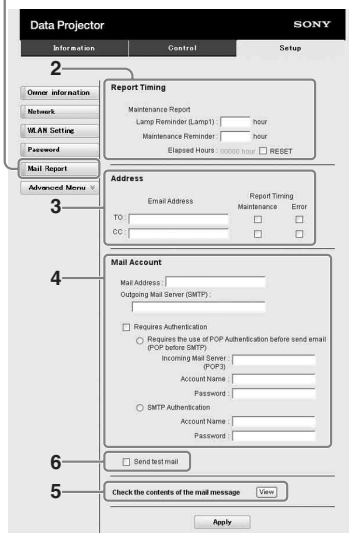 Data Projector
SONY
Information Control Setup
2
Owner information
Network
WLAN Setting
Password
Mail Report
Advanced Menu
Report Timing
Maintenance Report
Lamp Reminder (Lamp1) : hour
Maintenance Reminder : hour
Elapsed Hours : 00000 hour RESET
3
Address
Email Address
Report Timing
Maintenance Error
TO :
CC :
4
Mail Account
Mail Address :
Outgoing Mail Server (SMTP) :
Requires Authentication
Requires the use of POP Authentication before send email
(POP before SMTP)
Incoming Mail Server :
(POP3)
Account Name :
Password :
SMTP Authentication
Account Name :
Password :
6
Send test mail
5
Check the contents of the mail message View
Apply